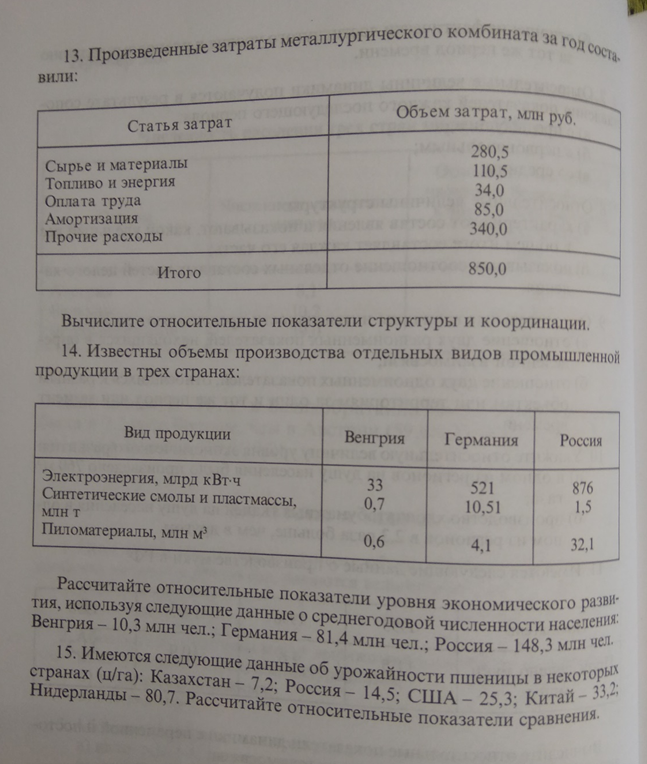 13. Произведенные затраты металлургического комбината за год соста-
вили:
Статья затрат Объем затрат, млн руб.
Сырье и материалы 280,5
Топливо и энергия 110,5
Оплата труда 34,0
Амортизация 85,0
Прочие расходы 340,0
Итого 850,0
Вычислите относительные показатели структуры и координации.
14. Известны объемы производства отдельных видов промышленной
продукции в трех странах:
Вид продукции Венгрия Германия Россия
Электроэнергия, млрд кВт·ч 33 521 876
Синтетические смолы и пластмассы, 0,7 10,51 1,5
млн т
Пиломатериалы, млн м³ 0,6 4,1 32,1
Рассчитайте относительные показатели уровня экономического разви-
тия, используя следующие данные о среднегодовой численности населения:
Венгрия – 10,3 млн чел.; Германия – 81,4 млн чел.; Россия – 148,3 млн чел.
15. Имеются следующие данные об урожайности пшеницы в некоторых
странах (ц/га): Казахстан – 7,2; Россия – 14,5; США – 25,3; Китай – 33,2;
Нидерланды – 80,7. Рассчитайте относительные показатели сравнения.